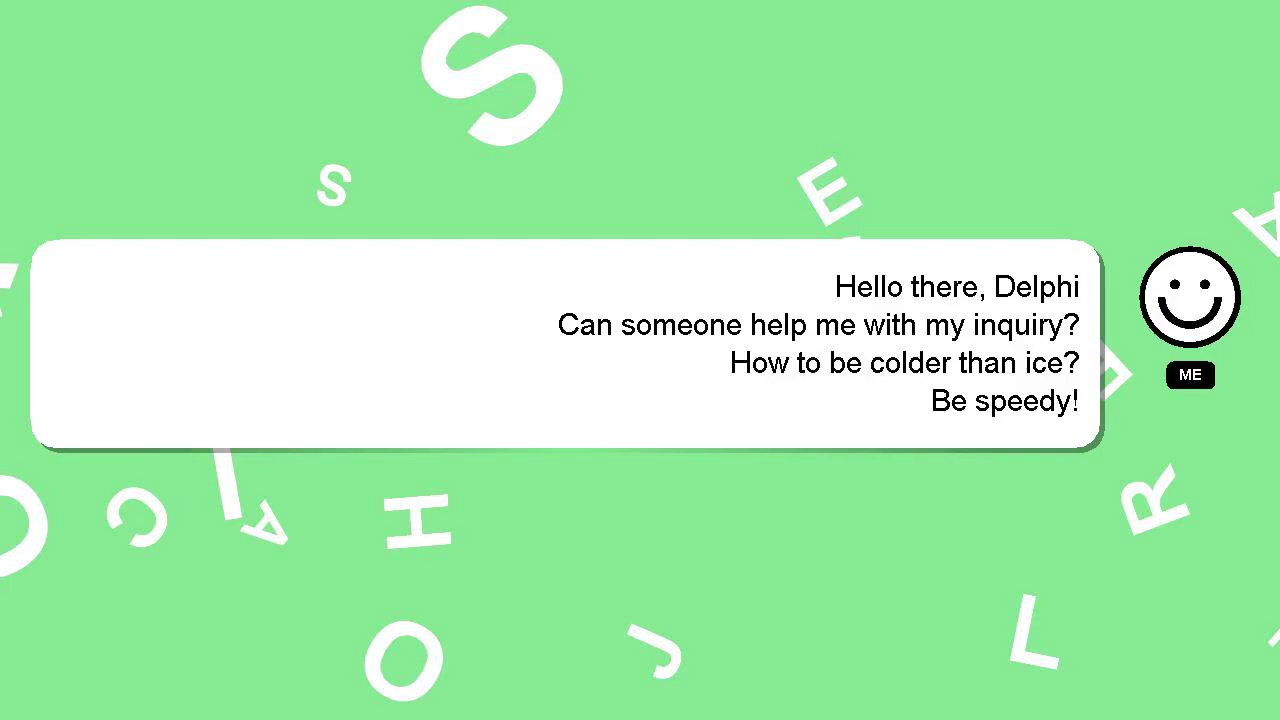 Hello there, Delphi
Can someone help me with my inquiry?
How to be colder than ice?
Be speedy!
ME
S
S
E
A
E
C
A
H
R
O
J
L